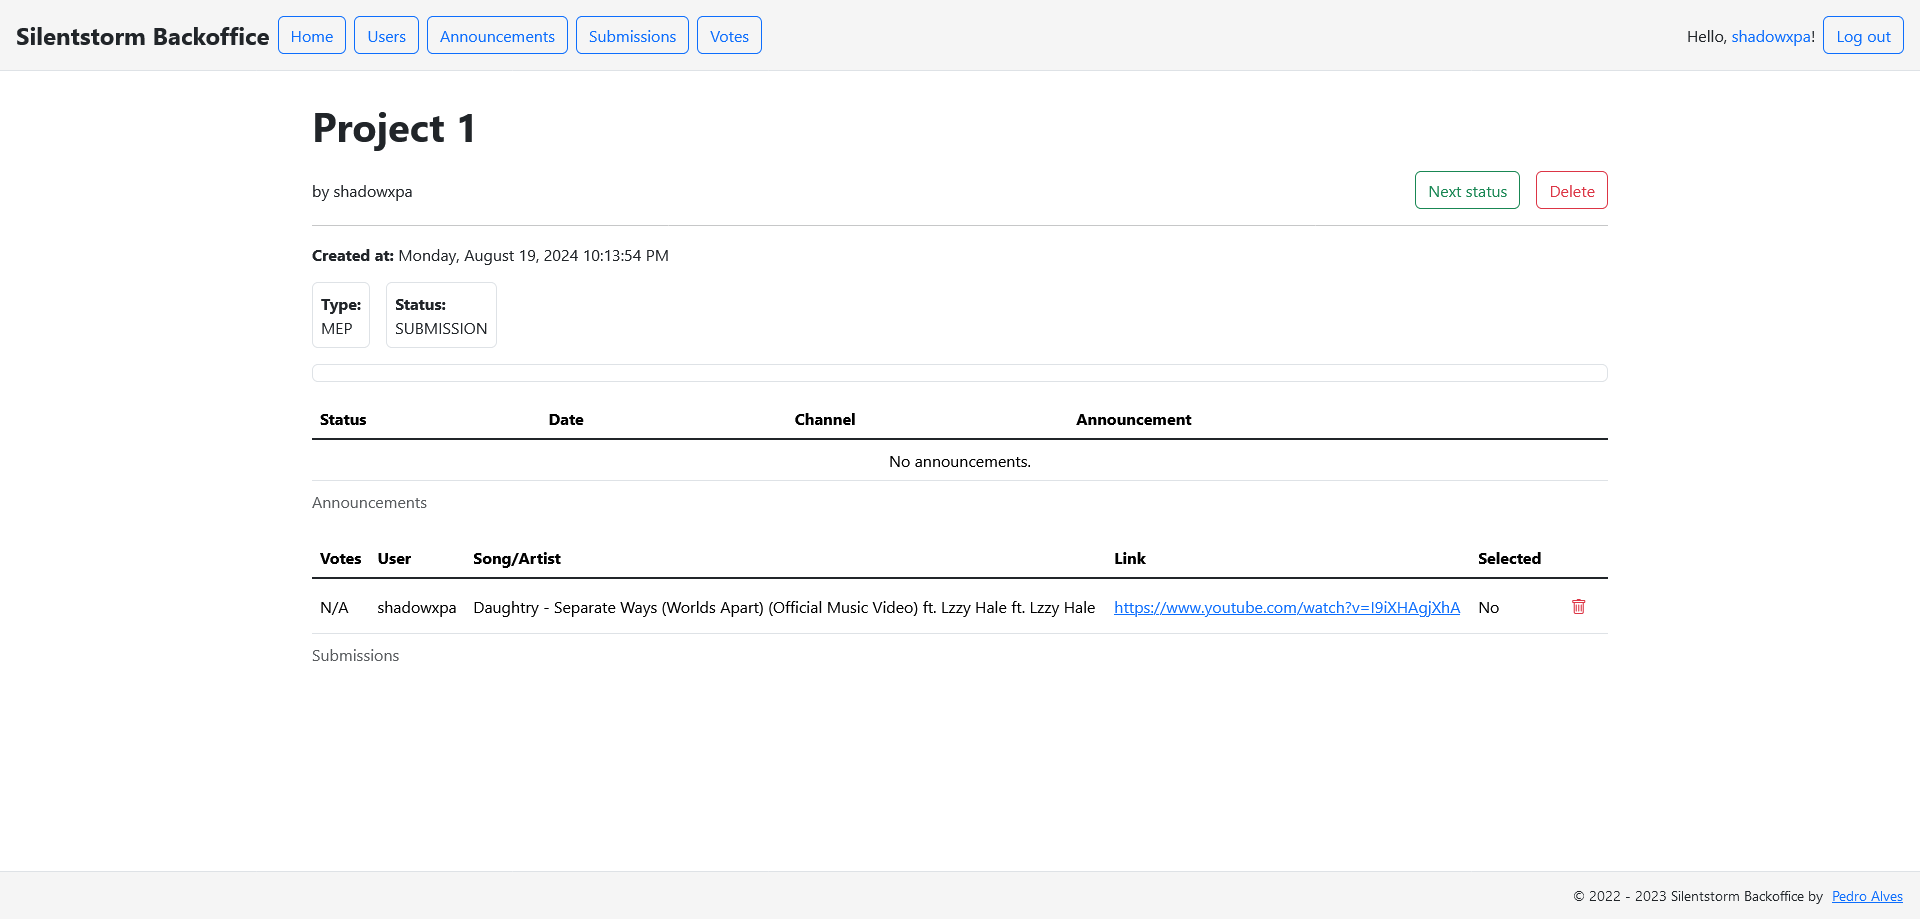 Silentstorm Backoffice Home Users Announcements Submissions Votes Hello, shadowxpa! Log out
Project 1
by shadowxpa Next status Delete
Created at: Monday, August 19, 2024 10:13:54 PM
Type: Status:
MEP SUBMISSION
Status Date Channel Announcement
No announcements.
Announcements
Votes User Song/Artist Link Selected
N/A shadowxpa Daughtry - Separate Ways (Worlds Apart) (Official Music Video) ft. Lzzy Hale ft. Lzzy Hale https://www.youtube.com/watch?v=I9iXHAgjXhA No
Submissions
© 2022 - 2023 Silentstorm Backoffice by Pedro Alves